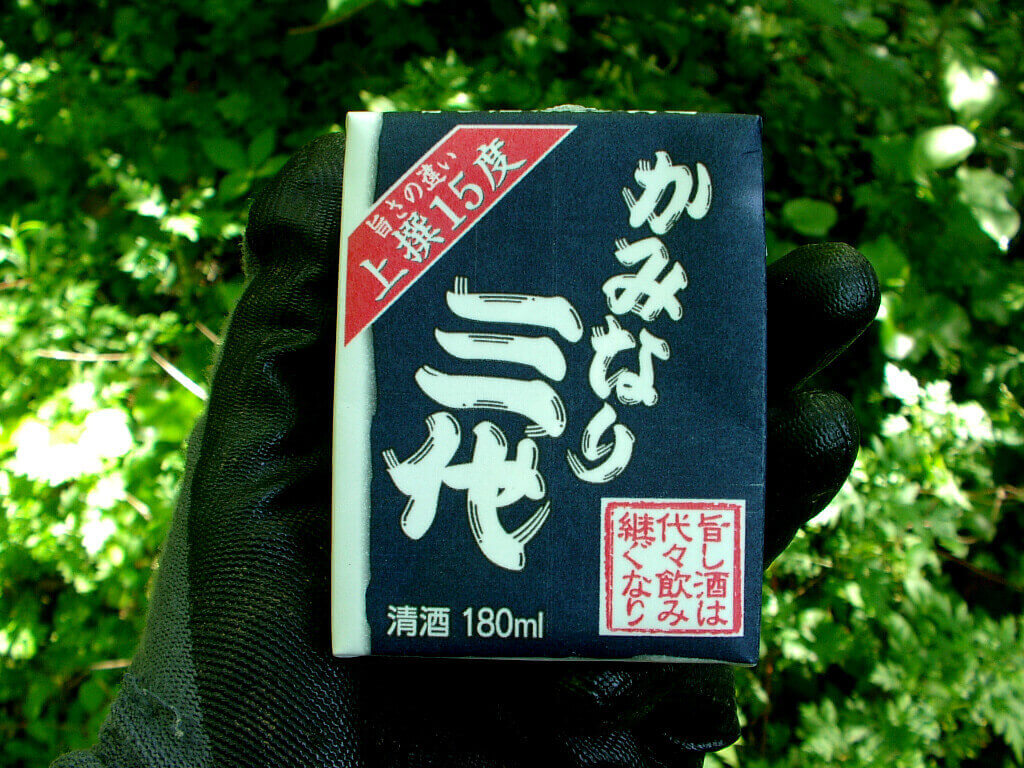 旨さの違い
上撰15度
かみなり
三代
旨し酒は
代々飲み
継ぐなり
清酒 180ml